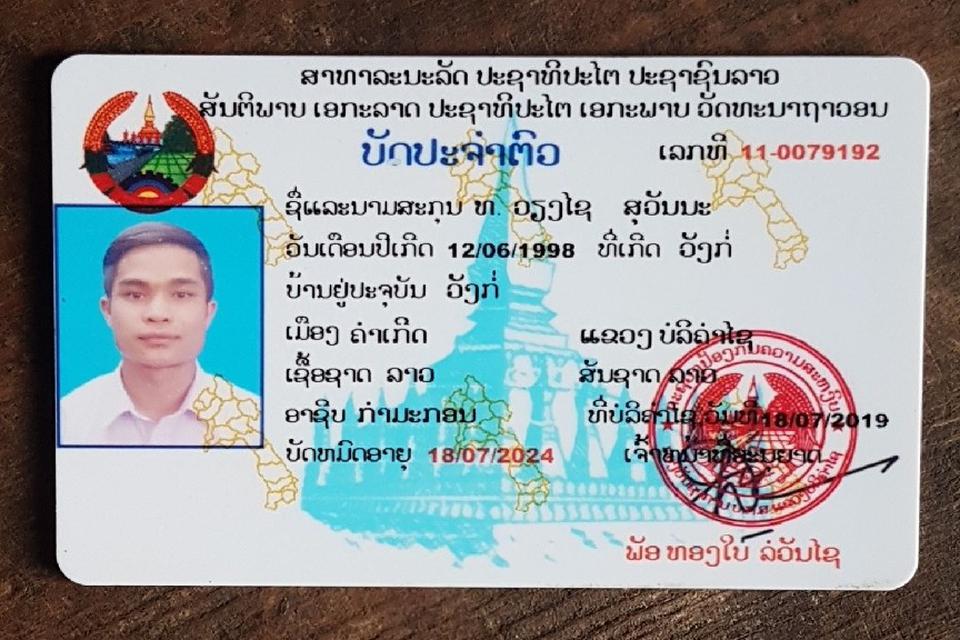 ສາທາລະນະລັດ ປະຊາທິປະໄຕ ປະຊາຊົນລາວ
ສັນຕິພາບ ເອກະລາດ ປະຊາທິປະໄຕ ເອກະພາບ ວັດທະນາຖາວອນ
ບັດປະຈຳຕົວ ເລກທີ 11-0079192
ຊື່ແລະນາມສະກຸນ ທ. ວຽງໄຊ ສຸວັນນະ
ວັນເດືອນປີເກີດ 12/06/1998 ທີ່ເກີດ ວັງກໍ່
ບ້ານຢູ່ປະຈຸບັນ ວັງກໍ່
ເມືອງ ຄຳເກີດ ແຂວງ ບໍລິຄຳໄຊ
ເຊື້ອຊາດ ລາວ ສັນຊາດ ລາວ
ອາຊີບ ກຳມະກອນ ທີ່ບໍລິຄຳໄຊ ວັນທີ 18/07/2019
ບັດຫມົດອາຍຸ 18/07/2024 ເຈົ້າຫນ້າທີ່ອະນຸຍາດ
ພັອ ທອງໃບ ລ່ວັນໄຊ